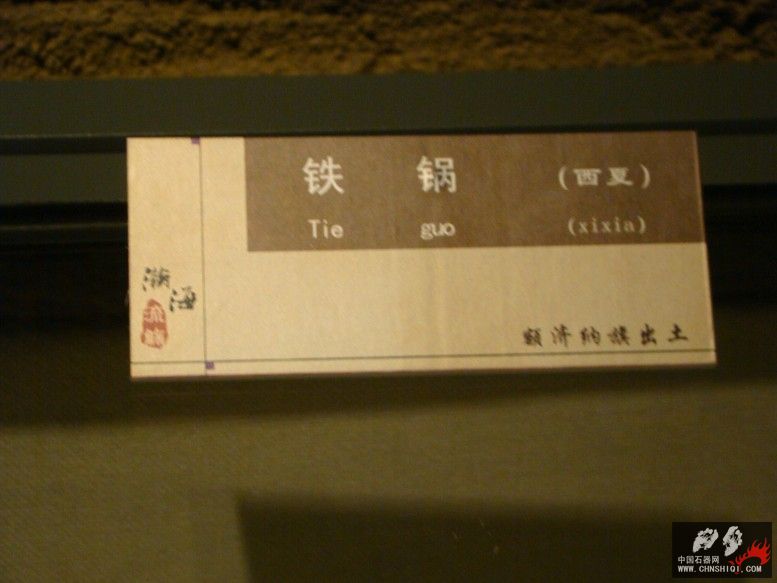 铁 锅 (西夏)
Tie guo (xixia)
瀚海
额济纳旗出土
中国石器网
WWW.CHNSHIQI.COM